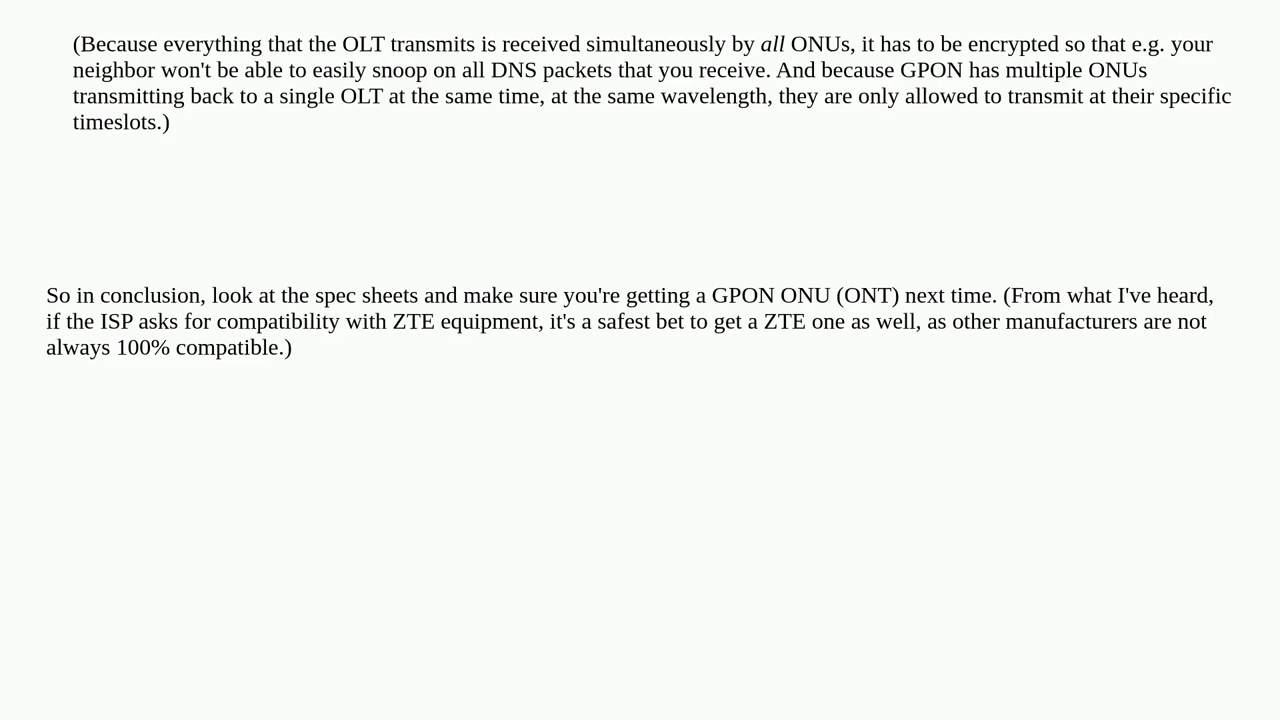 (Because everything that the OLT transmits is received simultaneously by all ONUs, it has to be encrypted so that e.g. your
neighbor won't be able to easily snoop on all DNS packets that you receive. And because GPON has multiple ONUs
transmitting back to a single OLT at the same time, at the same wavelength, they are only allowed to transmit at their specific
timeslots.)
So in conclusion, look at the spec sheets and make sure you're getting a GPON ONU (ONT) next time. (From what I've heard,
if the ISP asks for compatibility with ZTE equipment, it's a safest bet to get a ZTE one as well, as other manufacturers are not
always 100% compatible.)